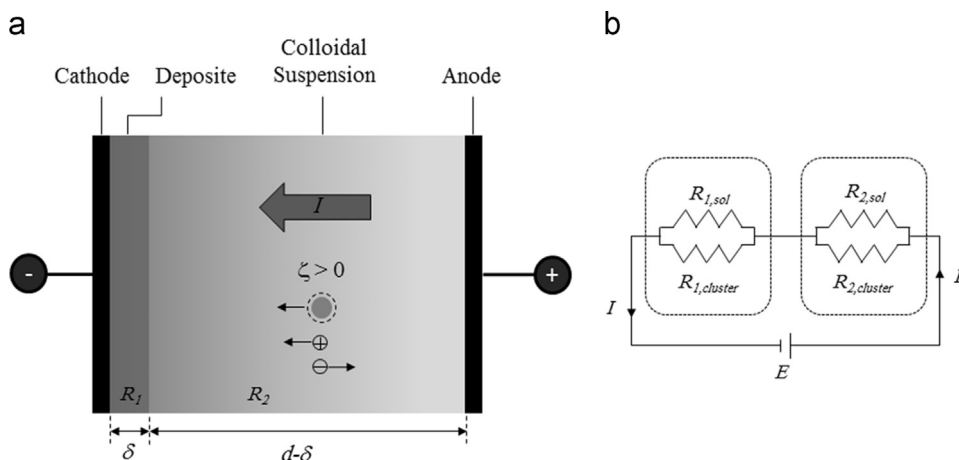 a
b
Colloidal
Suspension
Cathode
Deposite
Anode
I
ζ > 0
-
+
R1
R2
δ
d-δ
R1,sol
R2,sol
R1,cluster
R2,cluster
I
I
E